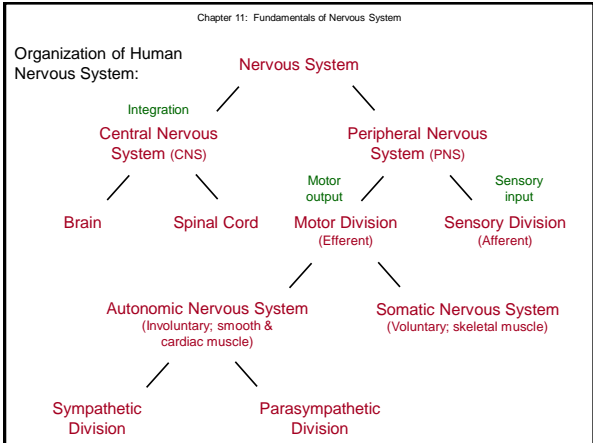 Chapter 11: Fundamentals of Nervous System
Organization of Human
Nervous System:
Nervous System
Integration
Central Nervous
System (CNS)
Peripheral Nervous
System (PNS)
Motor
output
Sensory
input
Brain
Spinal Cord
Motor Division
(Efferent)
Sensory Division
(Afferent)
Autonomic Nervous System
(Involuntary; smooth &
cardiac muscle)
Somatic Nervous System
(Voluntary; skeletal muscle)
Sympathetic
Division
Parasympathetic
Division